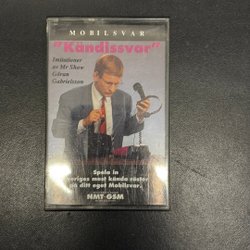 MOBILSVAR
"Kändissvar"
Imitationer
av Mr Show
Göran
Gabrielsson
Spela in
Sveriges mest kända röster
på ditt eget Mobilsvar.
NMT GSM